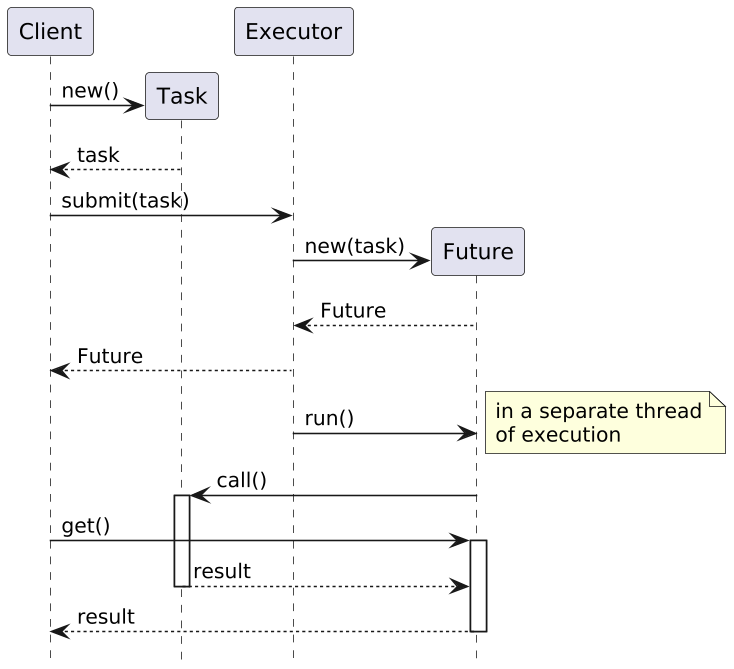 Client
Executor
new()
Task
task
submit(task)
new(task)
Future
Future
Future
in a separate thread
of execution
run()
call()
get()
result
result